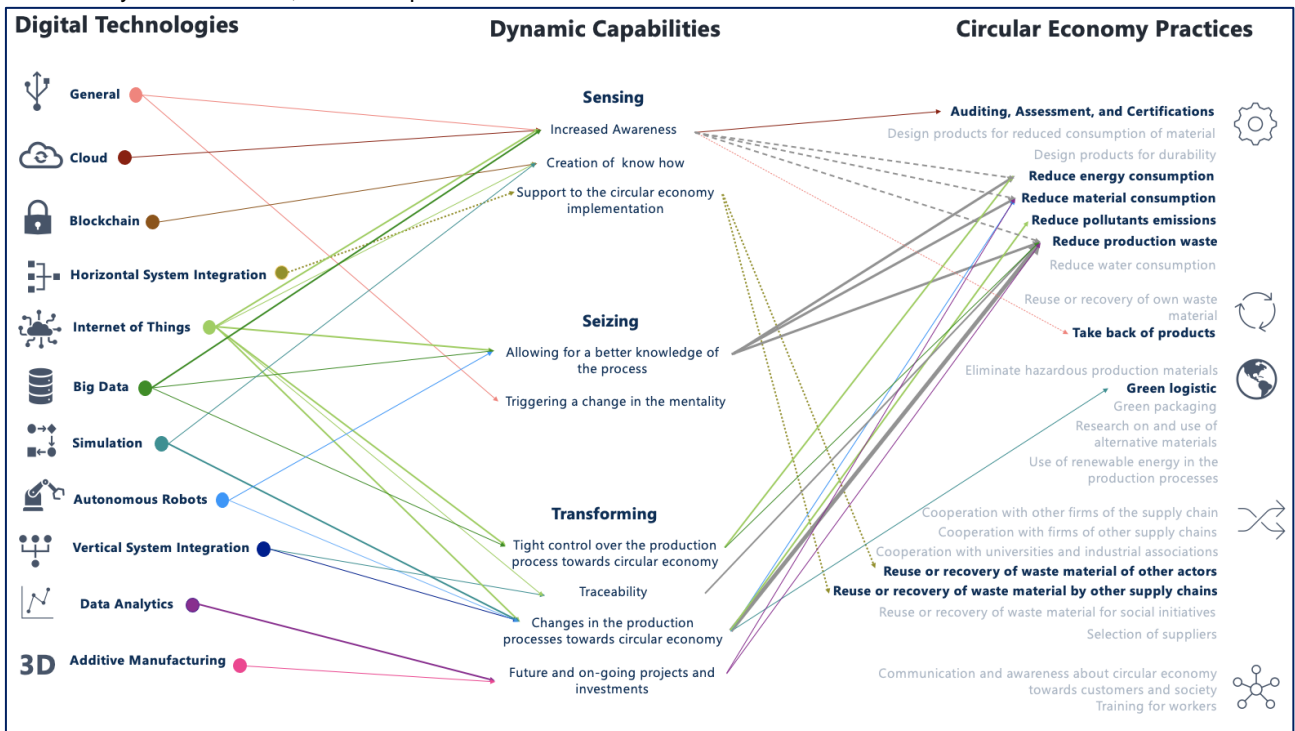 Digital Technologies
Dynamic Capabilities
Circular Economy Practices
General
Cloud
Blockchain
Horizontal System Integration
Internet of Things
Big Data
Simulation
Autonomous Robots
Vertical System Integration
Data Analytics
3D
Additive Manufacturing
Sensing
Increased Awareness
Creation of know how
Support to the circular economy
implementation
Seizing
Allowing for a better knowledge of
the process
Triggering a change in the mentality
Transforming
Tight control over the production
process towards circular economy
Traceability
Changes in the production
processes towards circular economy
Future and on-going projects and
investments
Auditing, Assessment, and Certifications
Design products for reduced consumption of material
Design products for durability
Reduce energy consumption
Reduce material consumption
Reduce pollutants emissions
Reduce production waste
Reduce water consumption
Reuse or recovery of own waste
material
Take back of products
Eliminate hazardous production materials
Green logistic
Green packaging
Research on and use of
alternative materials
Use of renewable energy in the
production processes
Cooperation with other firms of the supply chain
Cooperation with firms of other supply chains
Cooperation with universities and industrial associations
Reuse or recovery of waste material of other actors
Reuse or recovery of waste material by other supply chains
Reuse or recovery of waste material for social initiatives
Selection of suppliers
Communication and awareness about circular economy
towards customers and society
Training for workers